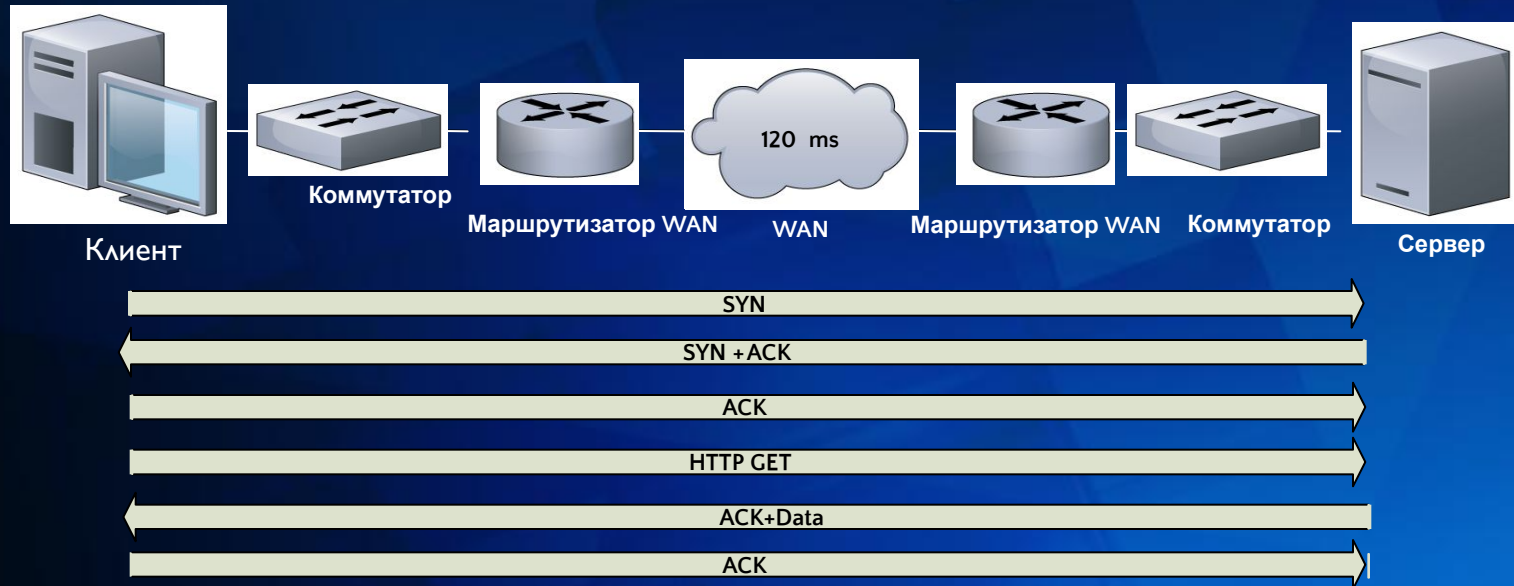 120 ms
Коммутатор
Маршрутизатор WAN
WAN
Маршрутизатор WAN
Коммутатор
Сервер
Клиент
SYN
SYN +ACK
ACK
HTTP GET
ACK+Data
ACK